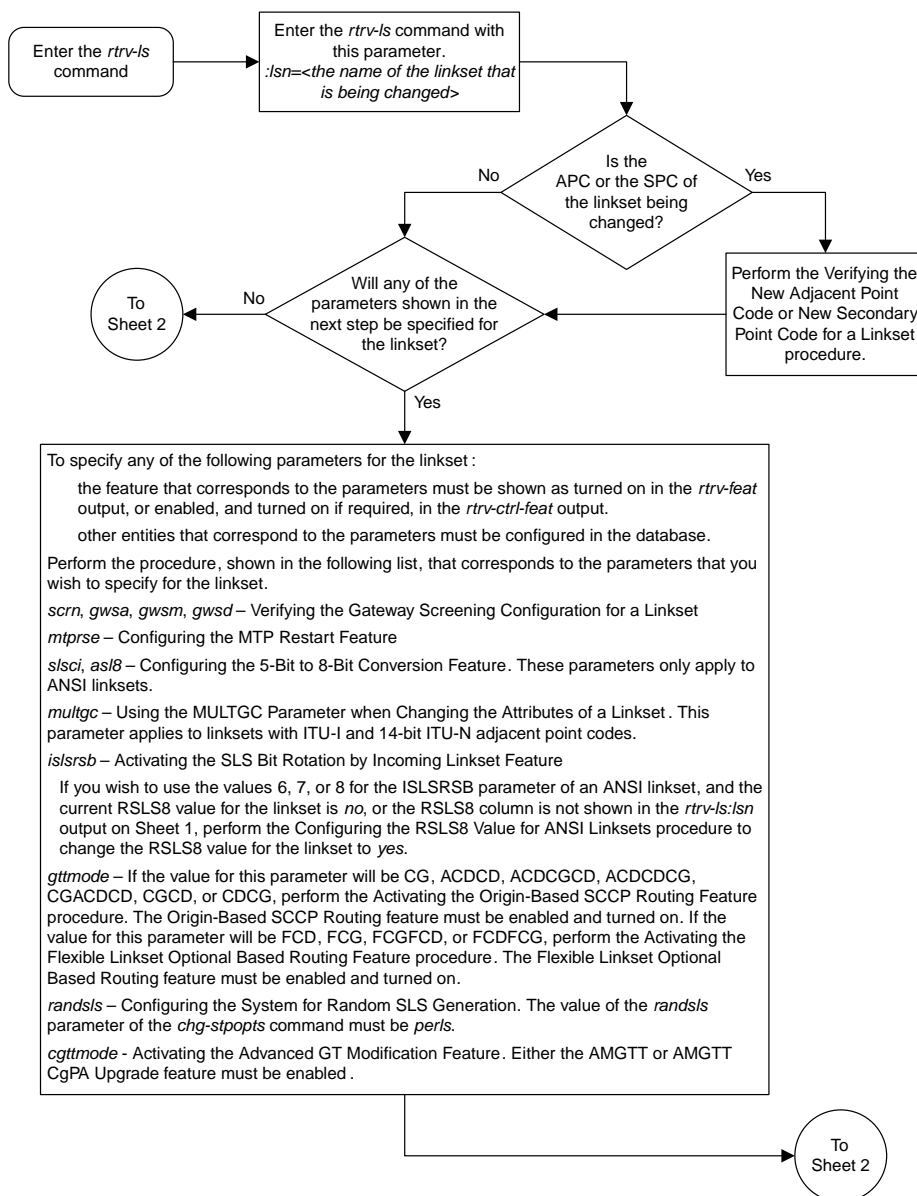 Enter the rtrv-ls
command
Enter the rtrv-ls command with
this parameter.
:lsn=<the name of the linkset that
is being changed>
Is the
APC or the SPC of
the linkset being
changed?
No
Yes
Perform the Verifying the
New Adjacent Point
Code or New Secondary
Point Code for a Linkset
procedure.
Will any of the
parameters shown in the
next step be specified for
the linkset?
No
To
Sheet 2
Yes
To specify any of the following parameters for the linkset :
the feature that corresponds to the parameters must be shown as turned on in the rtrv-feat
output, or enabled, and turned on if required, in the rtrv-ctrl-feat output.
other entities that correspond to the parameters must be configured in the database.
Perform the procedure, shown in the following list, that corresponds to the parameters that you
wish to specify for the linkset.
scrn, gwsa, gwsm, gwsd – Verifying the Gateway Screening Configuration for a Linkset
mtprse – Configuring the MTP Restart Feature
slsci, asl8 – Configuring the 5-Bit to 8-Bit Conversion Feature. These parameters only apply to
ANSI linksets.
multgc – Using the MULTGC Parameter when Changing the Attributes of a Linkset . This
parameter applies to linksets with ITU-I and 14-bit ITU-N adjacent point codes.
islsrsb – Activating the SLS Bit Rotation by Incoming Linkset Feature
If you wish to use the values 6, 7, or 8 for the ISLSRSB parameter of an ANSI linkset, and the
current RSLS8 value for the linkset is no, or the RSLS8 column is not shown in the rtrv-ls:lsn
output on Sheet 1, perform the Configuring the RSLS8 Value for ANSI Linksets procedure to
change the RSLS8 value for the linkset to yes.
gttmode – If the value for this parameter will be CG, ACDCD, ACDCGCD, ACDCDCG,
CGACDCD, CGCD, or CDCG, perform the Activating the Origin-Based SCCP Routing Feature
procedure. The Origin-Based SCCP Routing feature must be enabled and turned on. If the
value for this parameter will be FCD, FCG, FCGFCD, or FCDFCG, perform the Activating the
Flexible Linkset Optional Based Routing Feature procedure. The Flexible Linkset Optional
Based Routing feature must be enabled and turned on.
randsls – Configuring the System for Random SLS Generation. The value of the randsls
parameter of the chg-stpopts command must be perls.
cgttmode - Activating the Advanced GT Modification Feature. Either the AMGTT or AMGTT
CgPA Upgrade feature must be enabled .
To
Sheet 2